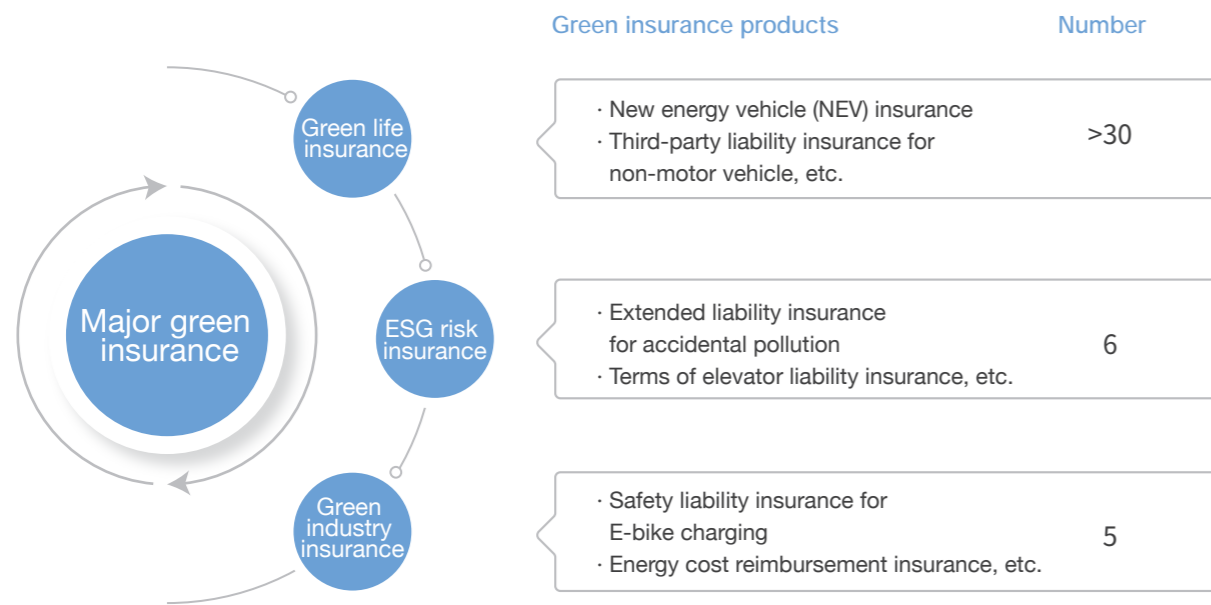 Green insurance products
Number
Major green
insurance
Green life
insurance
· New energy vehicle (NEV) insurance
· Third-party liability insurance for
non-motor vehicle, etc.
>30
ESG risk
insurance
· Extended liability insurance
for accidental pollution
· Terms of elevator liability insurance, etc.
6
Green
industry
insurance
· Safety liability insurance for
E-bike charging
· Energy cost reimbursement insurance, etc.
5